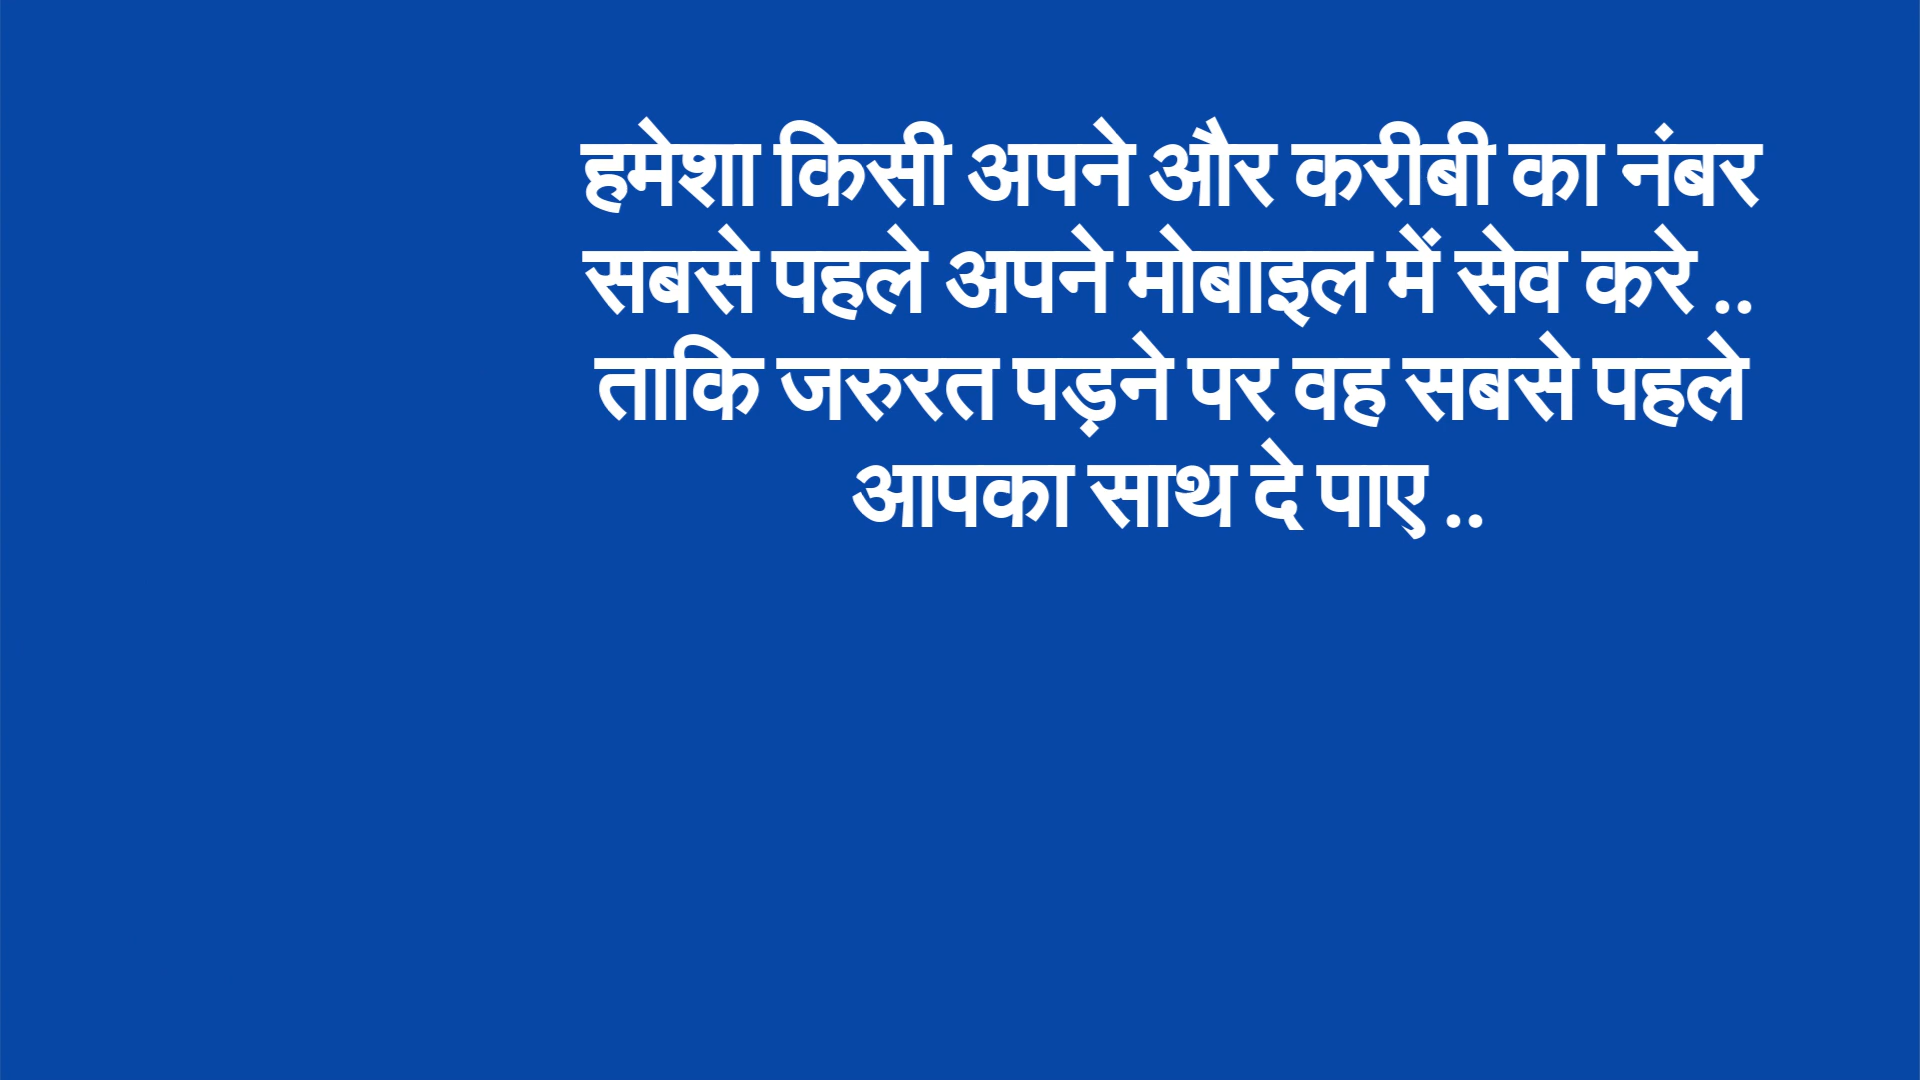 हमेशा किसी अपने और करीबी का नंबर
सबसे पहले अपने मोबाइल में सेव करे ..
ताकि जरुरत पड़ने पर वह सबसे पहले
आपका साथ दे पाए ..